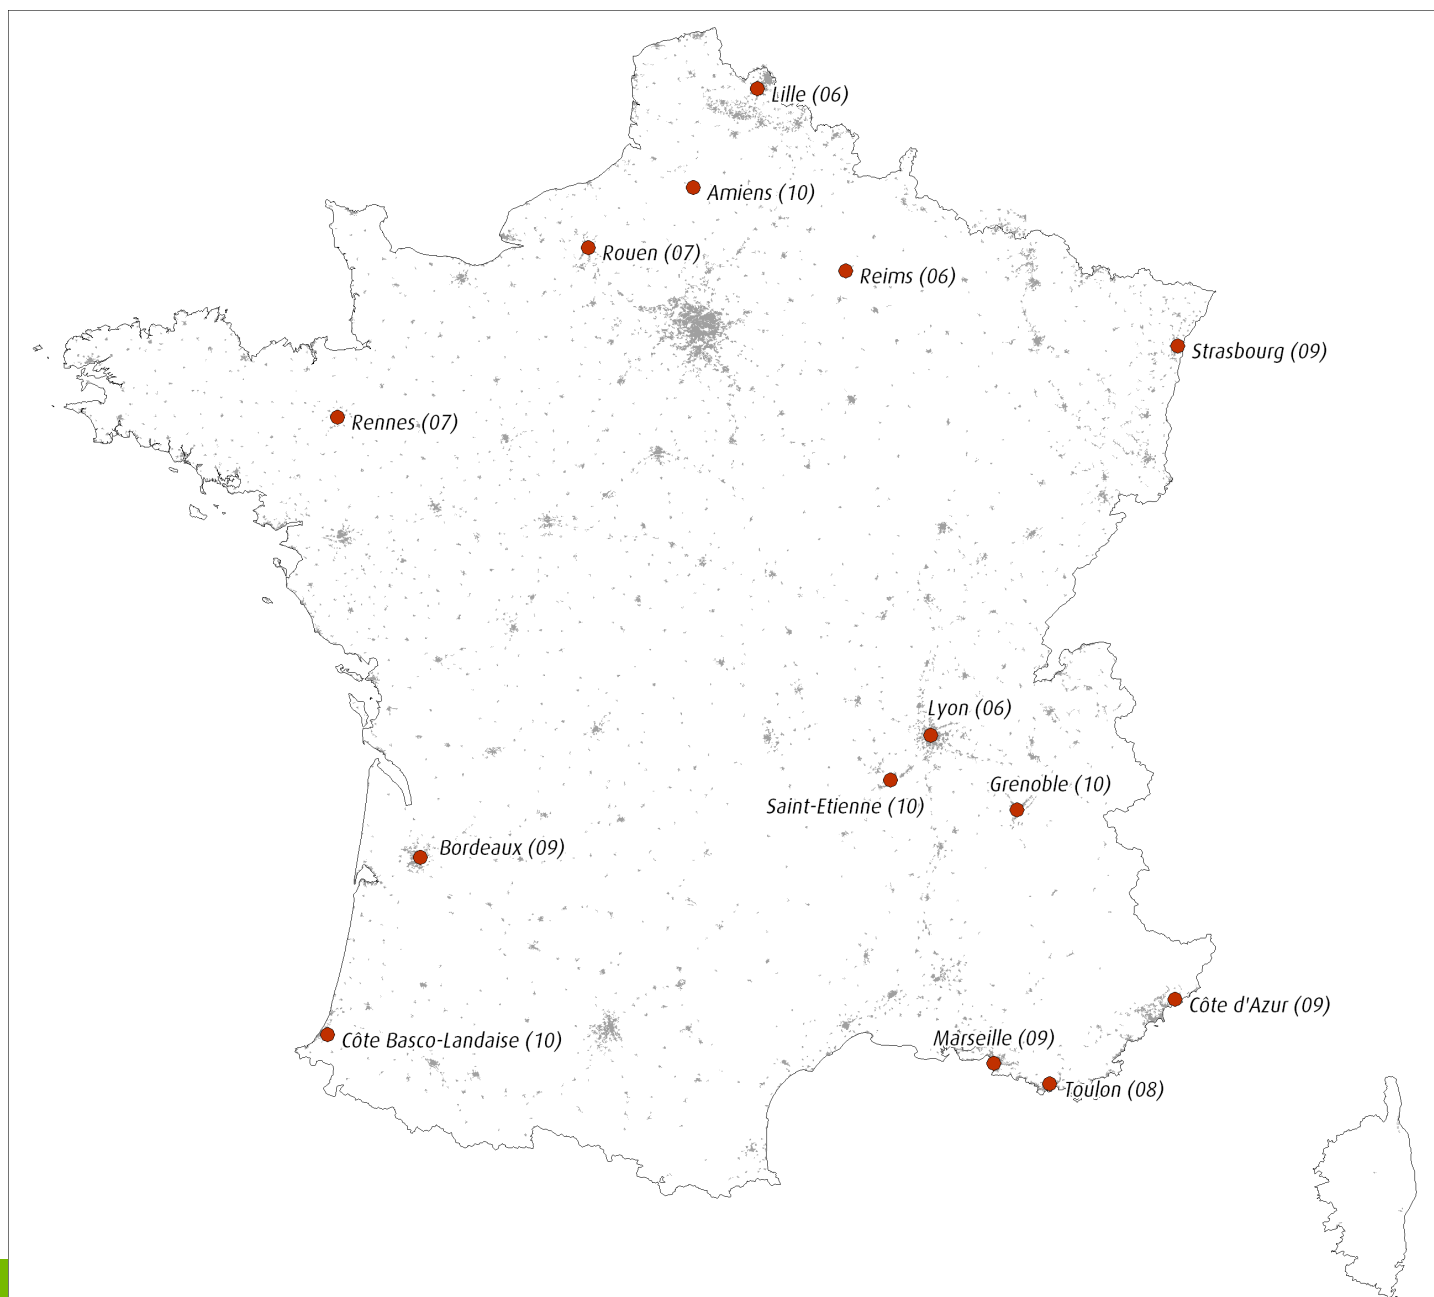 Lille (06)
Amiens (10)
Rouen (07)
Reims (06)
Strasbourg (09)
Rennes (07)
Lyon (06)
Grenoble (10)
Saint-Etienne (10)
Bordeaux (09)
Côte d'Azur (09)
Marseille (09)
Côte Basco-Landaise (10)
Toulon (08)